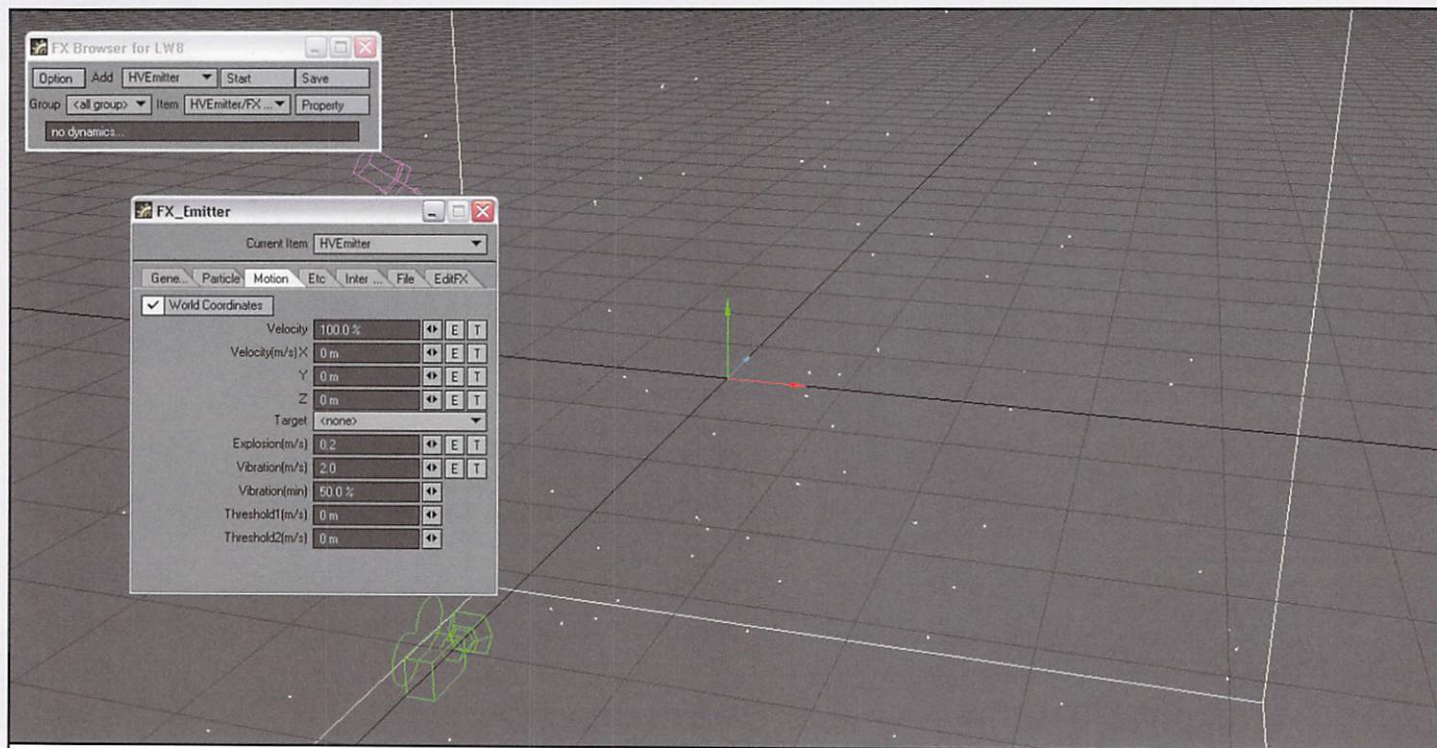 FX Browser for LW8
Option Add HVEmitter Start Save
Group <all group> Item HVEmitter/FX ... Property
no dynamics...
FX_Emitter
Current Item HVEmitter
Gene... Particle Motion Etc Inter ... File EditFX
World Coordinates
Velocity 100.0 % E T
Velocity(m/s) X 0 m E T
Y 0 m E T
Z 0 m E T
Target <none>
Explosion(m/s) 0.2 E T
Vibration(m/s) 2.0 E T
Vibration(min) 50.0 %
Threshold1(m/s) 0 m
Threshold2(m/s) 0 m